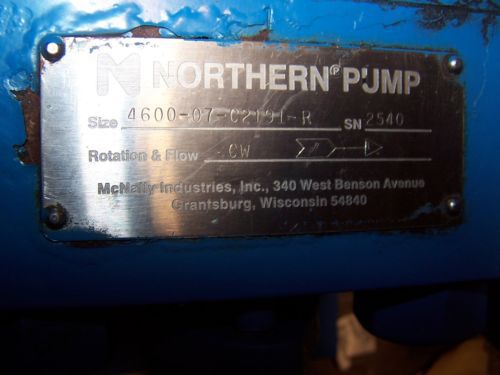 N NORTHERN® PUMP
Size 4600-07-C2191-R SN 2540
Rotation & Flow CW
McNally Industries, Inc., 340 West Benson Avenue
Grantsburg, Wisconsin 54840